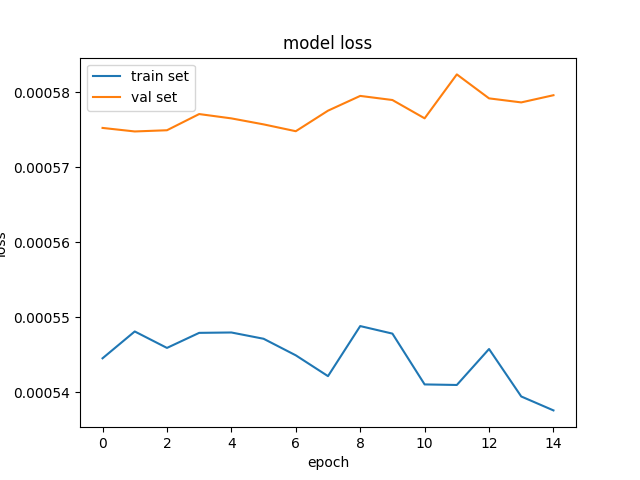 model loss
train set
val set
0.00058
0.00057
0.00056
0.00055
0.00054
loss
0 2 4 6 8 10 12 14
epoch